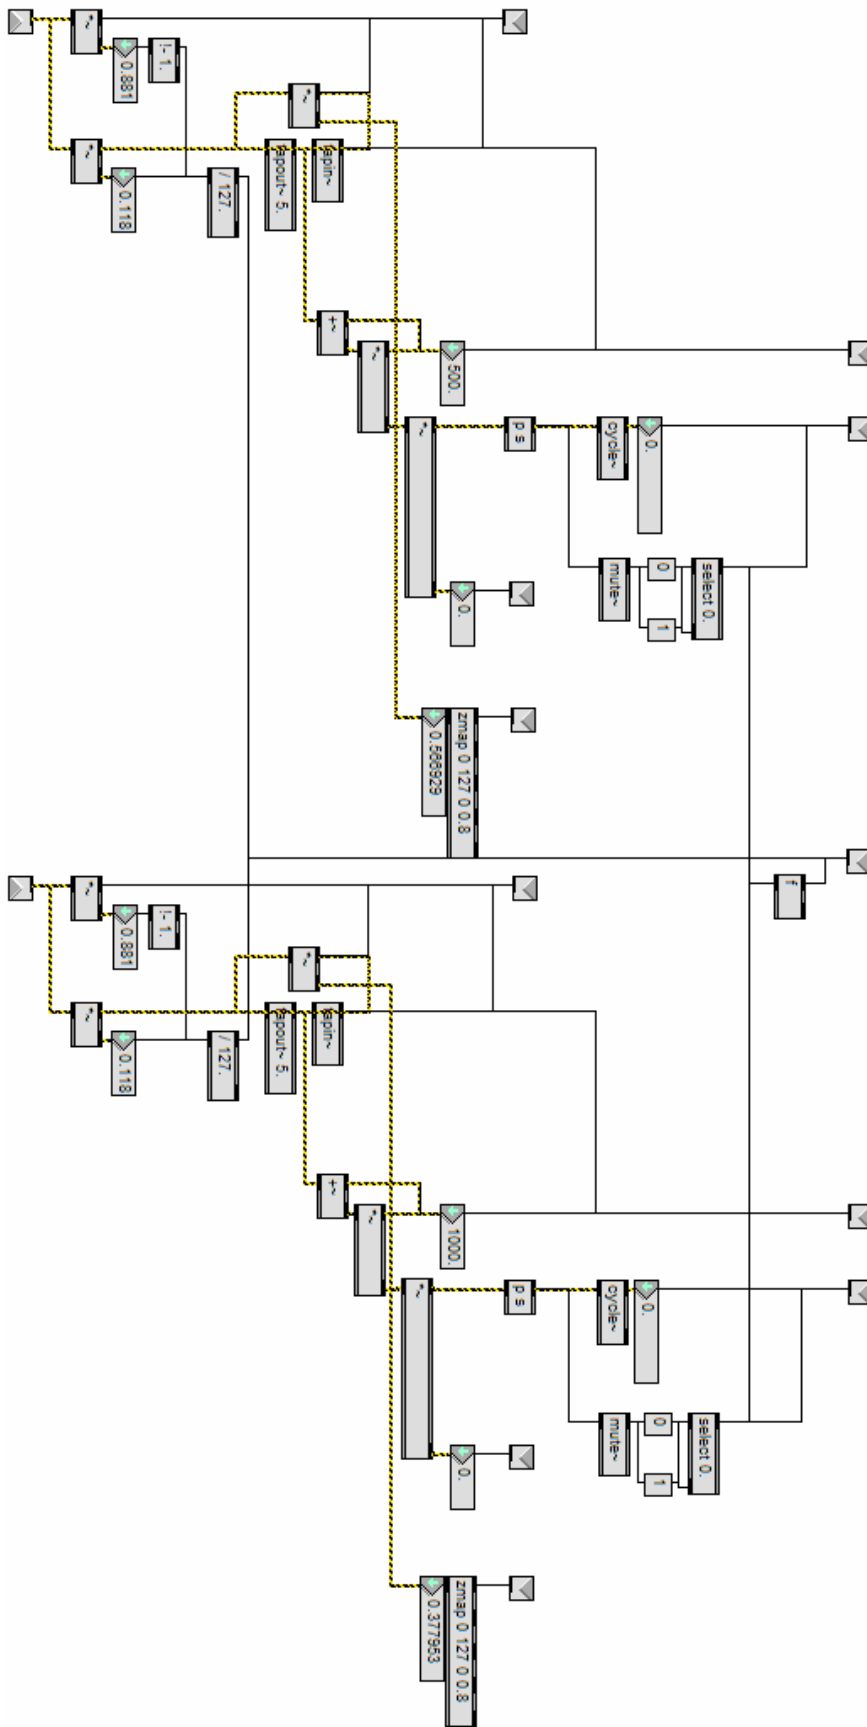 f
select 0.
0
1
0.
cycle~
mute~
p s
500.
0.
zmap 0 127 0 0.8
0.566929
*~
*~
+~
tapin~
*~
tapout~ 5.
/ 127.
!- 1.
0.881
0.118
*~
*~
select 0.
0
1
0.
cycle~
mute~
p s
1000.
0.
zmap 0 127 0 0.8
0.377953
*~
*~
+~
tapin~
*~
tapout~ 5.
/ 127.
!- 1.
0.881
0.118
*~
*~